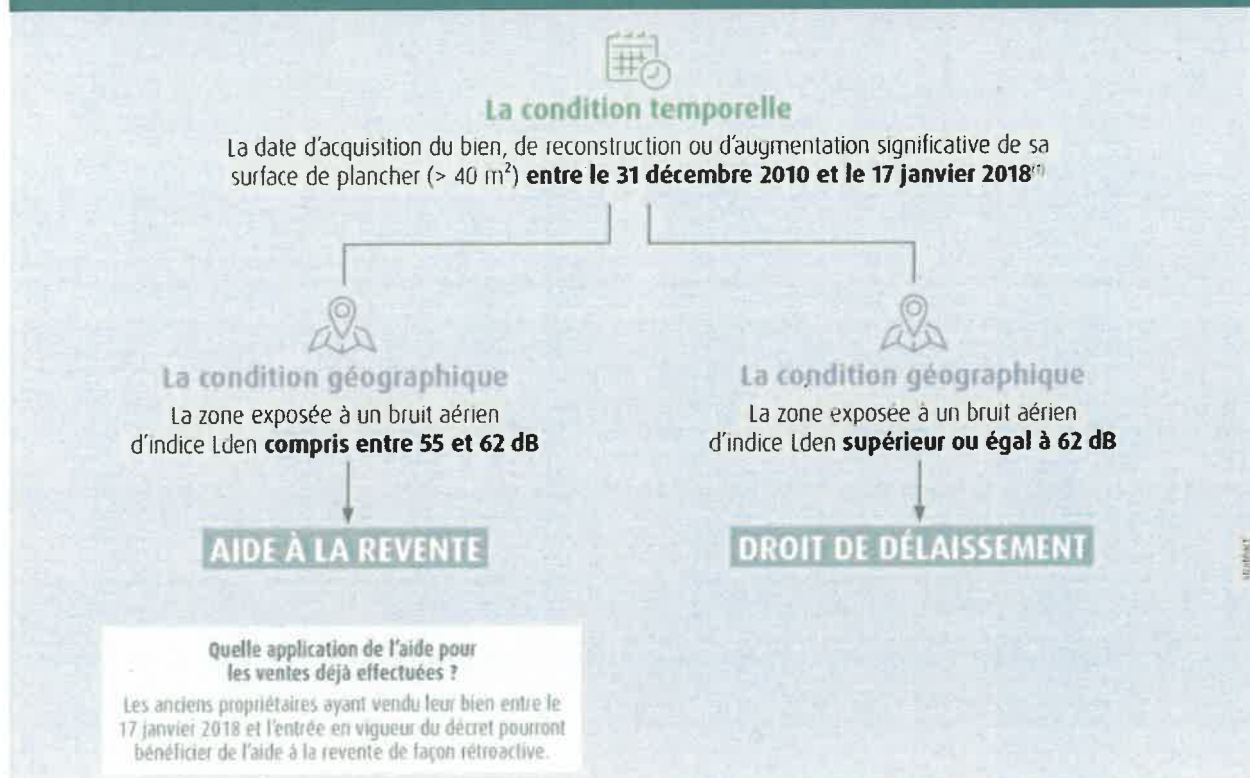 La condition temporelle
La date d'acquisition du bien, de reconstruction ou d'augmentation significative de sa
surface de plancher (> 40 m²) entre le 31 décembre 2010 et le 17 janvier 2018⁽¹⁾
La condition géographique
La zone exposée à un bruit aérien
d'indice Lden compris entre 55 et 62 dB
AIDE À LA REVENTE
La condition géographique
La zone exposée à un bruit aérien
d'indice Lden supérieur ou égal à 62 dB
DROIT DE DÉLAISSEMENT
Quelle application de l'aide pour
les ventes déjà effectuées ?
Les anciens propriétaires ayant vendu leur bien entre le
17 janvier 2018 et l'entrée en vigueur du décret pourront
bénéficier de l'aide à la revente de façon rétroactive.